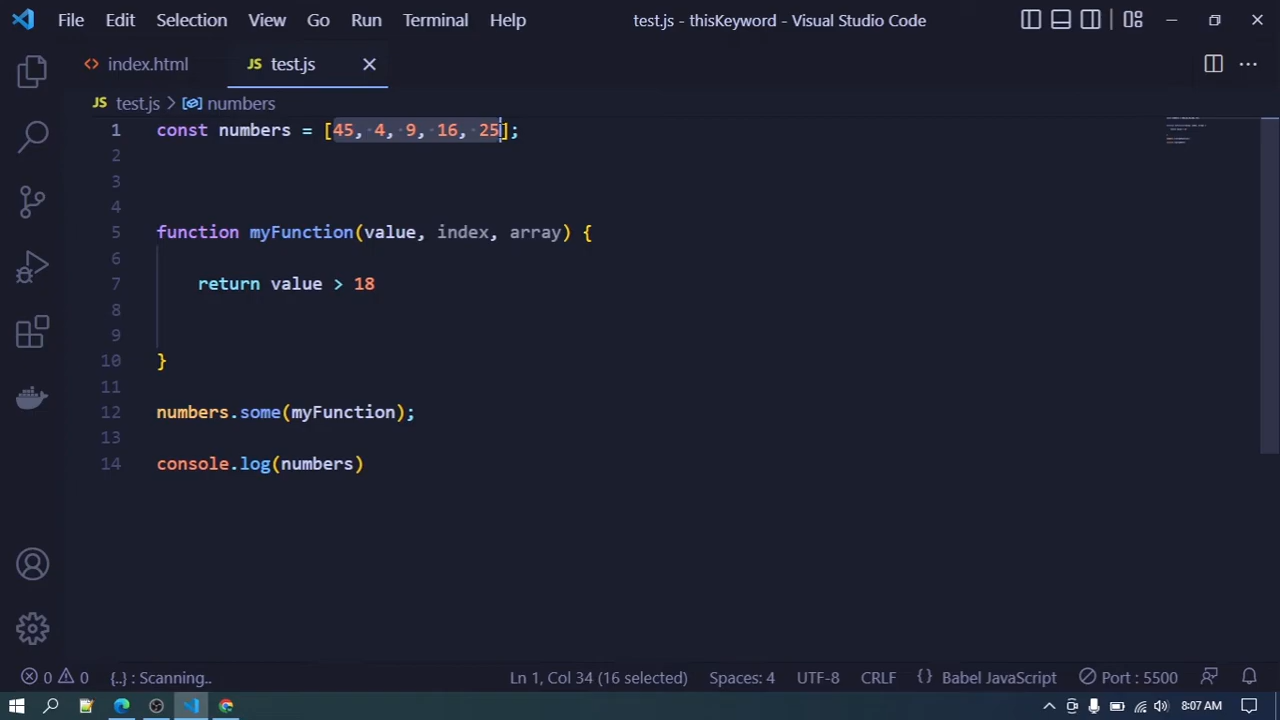 File Edit Selection View Go Run Terminal Help test.js - thisKeyword - Visual Studio Code
index.html JS test.js
JS test.js > numbers
1 const numbers = [45, 4, 9, 16, 25];
2
3
4
5 function myFunction(value, index, array) {
6
7 return value > 18
8
9
10 }
11
12 numbers.some(myFunction);
13
14 console.log(numbers)
0 0 {..} : Scanning.. Ln 1, Col 34 (16 selected) Spaces: 4 UTF-8 CRLF {} Babel JavaScript Port : 5500
8:07 AM